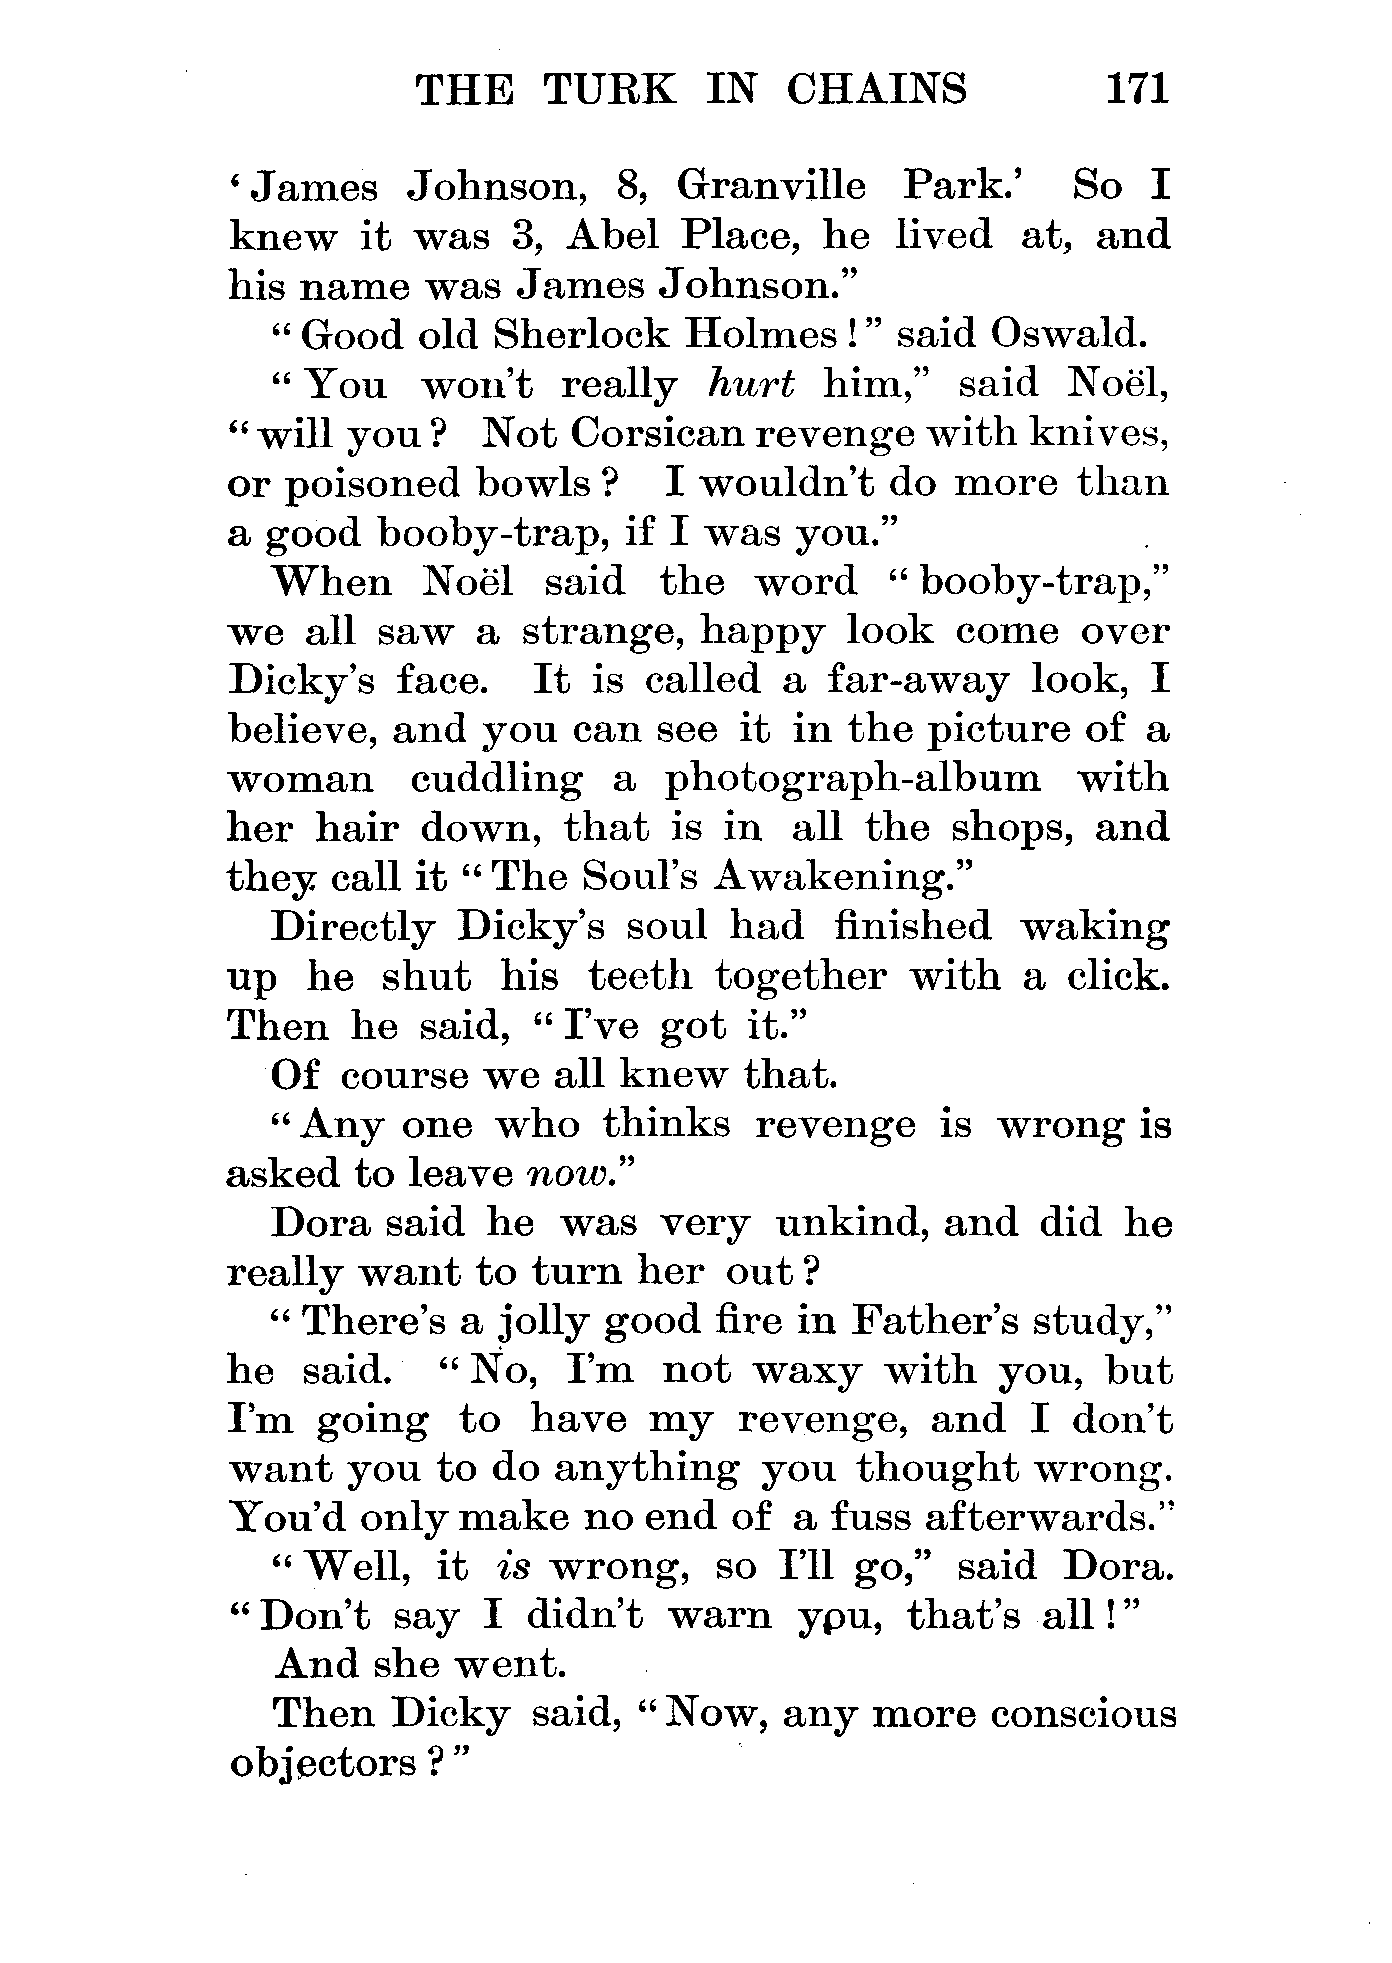 THE TURK IN CHAINS 171
‘James Johnson, 8, Granville Park.’ So I
knew it was 3, Abel Place, he lived at, and
his name was James Johnson.”
“Good old Sherlock Holmes!” said Oswald.
“You won’t really hurt him,” said Noël,
“will you? Not Corsican revenge with knives,
or poisoned bowls? I wouldn’t do more than
a good booby-trap, if I was you.”
When Noël said the word “booby-trap,”
we all saw a strange, happy look come over
Dicky’s face. It is called a far-away look, I
believe, and you can see it in the picture of a
woman cuddling a photograph-album with
her hair down, that is in all the shops, and
they call it “The Soul’s Awakening.”
Directly Dicky’s soul had finished waking
up he shut his teeth together with a click.
Then he said, “I’ve got it.”
Of course we all knew that.
“Any one who thinks revenge is wrong is
asked to leave now.”
Dora said he was very unkind, and did he
really want to turn her out?
“There’s a jolly good fire in Father’s study,”
he said. “No, I’m not waxy with you, but
I’m going to have my revenge, and I don’t
want you to do anything you thought wrong.
You’d only make no end of a fuss afterwards.”
“Well, it is wrong, so I’ll go,” said Dora.
“Don’t say I didn’t warn you, that’s all!”
And she went.
Then Dicky said, “Now, any more conscious
objectors?”